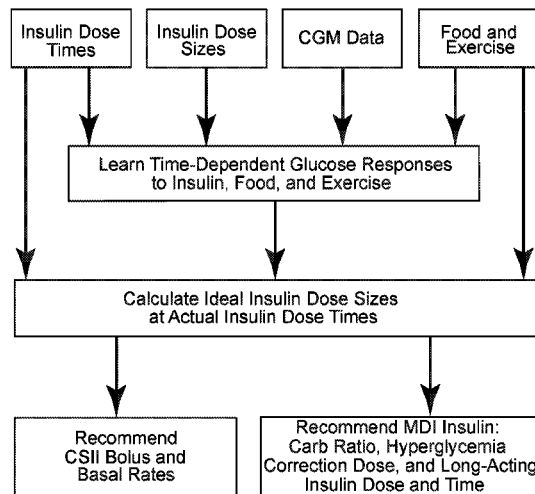 Insulin Dose
Times
Insulin Dose
Sizes
CGM Data
Food and
Exercise
Learn Time-Dependent Glucose Responses
to Insulin, Food, and Exercise
Calculate Ideal Insulin Dose Sizes
at Actual Insulin Dose Times
Recommend
CSII Bolus and
Basal Rates
Recommend MDI Insulin:
Carb Ratio, Hyperglycemia
Correction Dose, and Long-Acting
Insulin Dose and Time